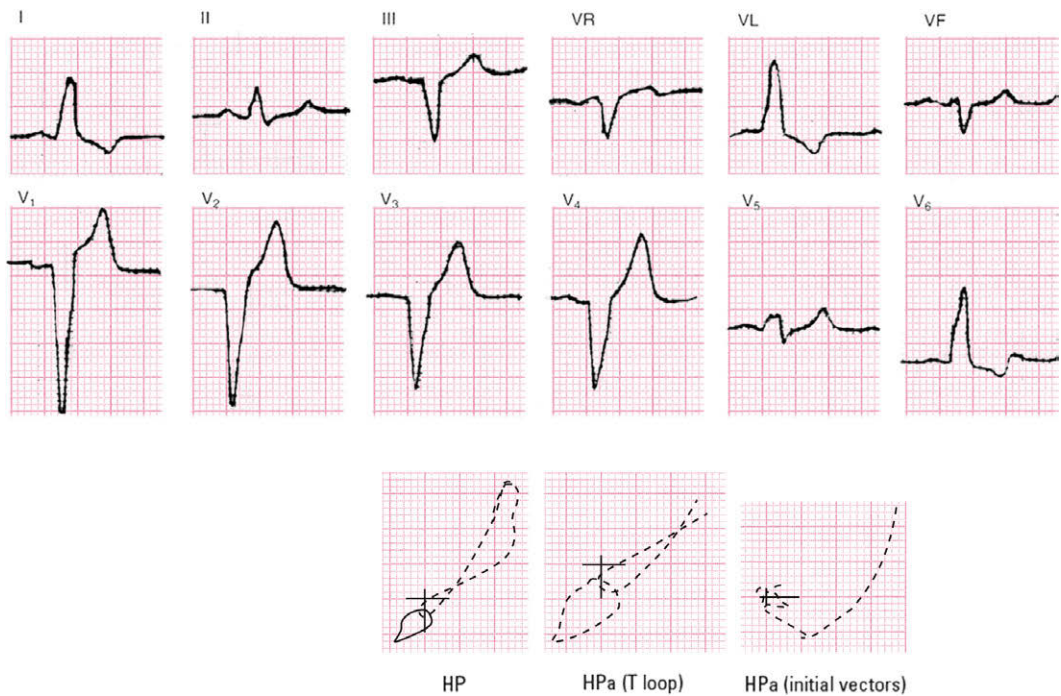 I II III VR VL VF
V₁ V₂ V₃ V₄ V₅ V₆
HP HPa (T loop) HPa (initial vectors)